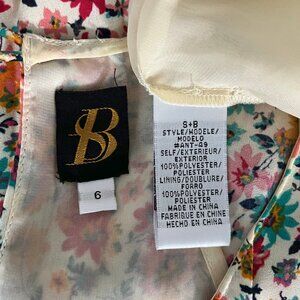 SB
6
S+B
STYLE/MODELE/
MODELO
#ANT-A9
SELF/EXTERIEUR/
EXTERIOR
100%POLYESTER/
POLIESTER
LINING/DOUBLURE/
FORRO
100%POLYESTER/
POLIESTER
MADE IN CHINA
FABRIQUE EN CHINE
HECHO EN CHINA